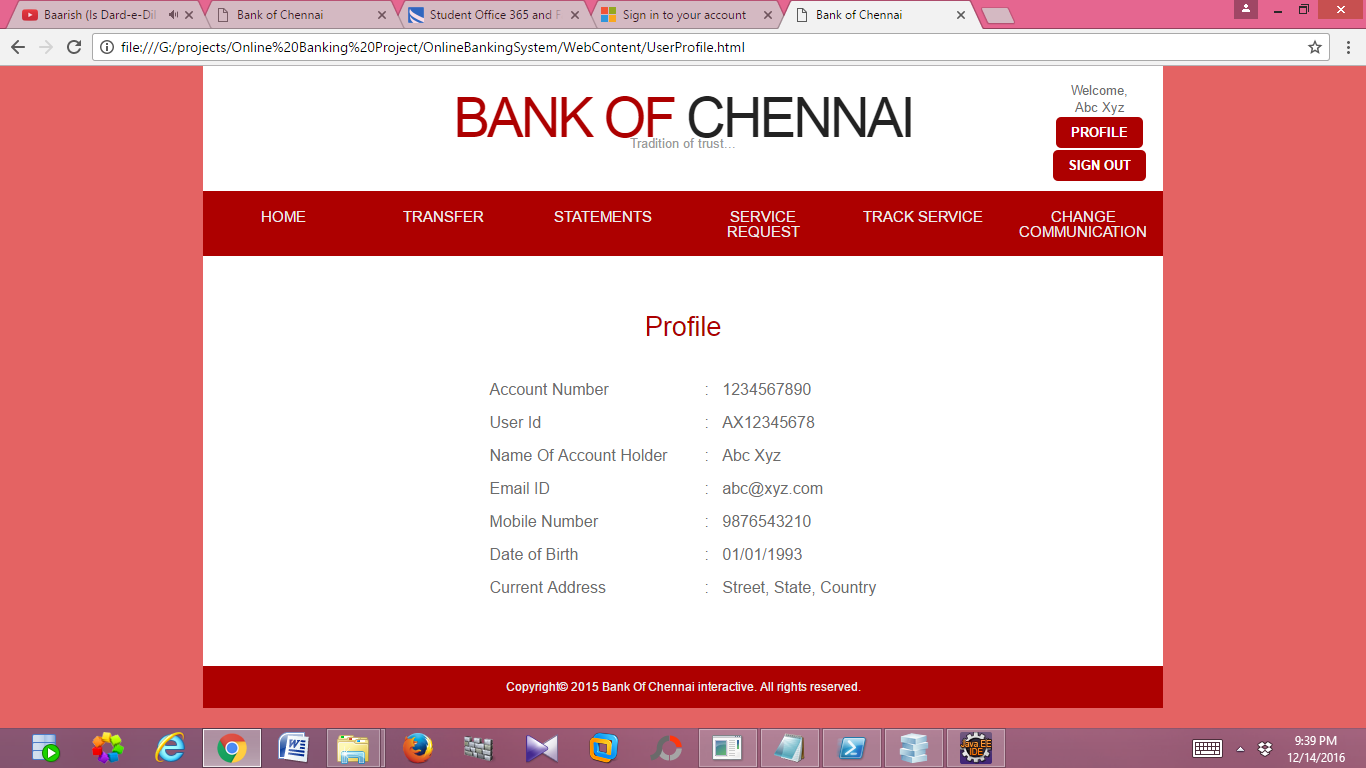 Baarish (Is Dard-e-Dil
Bank of Chennai
Student Office 365 and F
Sign in to your account
Bank of Chennai
file:///G:/projects/Online%20Banking%20Project/OnlineBankingSystem/WebContent/UserProfile.html
Welcome,
Abc Xyz
BANK OF CHENNAI
Tradition of trust...
PROFILE
SIGN OUT
HOME
TRANSFER
STATEMENTS
SERVICE
REQUEST
TRACK SERVICE
CHANGE
COMMUNICATION
Profile
Account Number : 1234567890
User Id : AX12345678
Name Of Account Holder : Abc Xyz
Email ID : abc@xyz.com
Mobile Number : 9876543210
Date of Birth : 01/01/1993
Current Address : Street, State, Country
Copyright© 2015 Bank Of Chennai interactive. All rights reserved.
Java EE
IDE
9:39 PM
12/14/2016